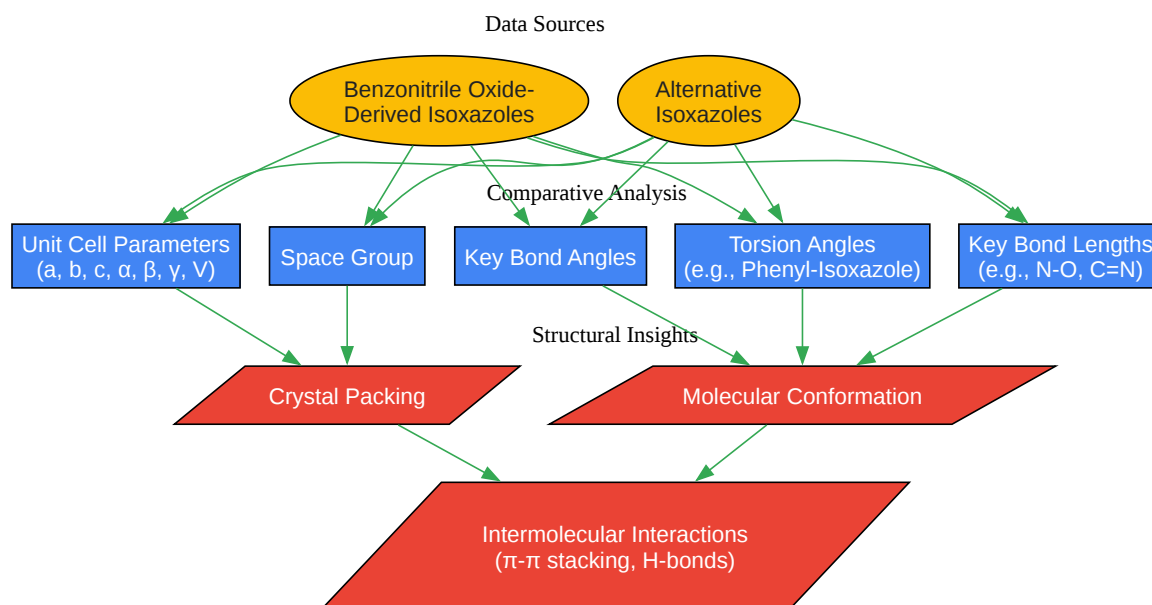 Data Sources
Benzonitrile Oxide-
Derived Isoxazoles
Alternative
Isoxazoles
Comparative Analysis
Unit Cell Parameters
(a, b, c, α, β, γ, V)
Space Group
Key Bond Angles
Torsion Angles
(e.g., Phenyl-Isoxazole)
Key Bond Lengths
(e.g., N-O, C=N)
Structural Insights
Crystal Packing
Molecular Conformation
Intermolecular Interactions
(π-π stacking, H-bonds)